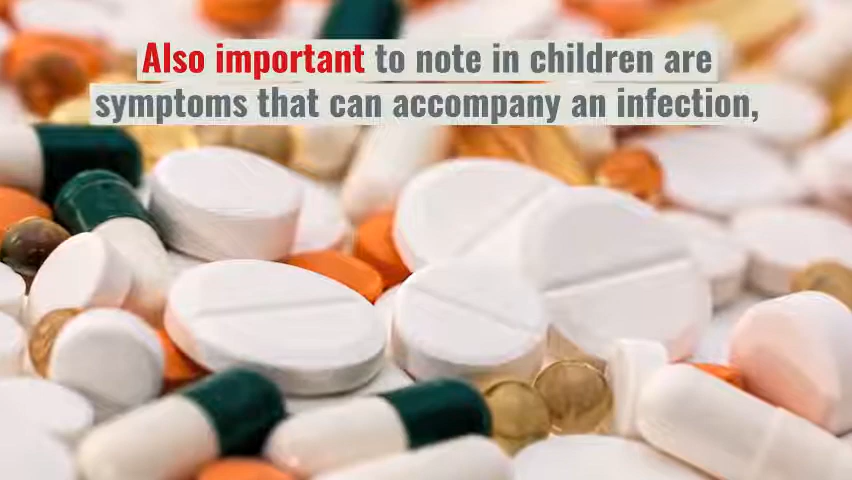 Also important to note in children are
symptoms that can accompany an infection,